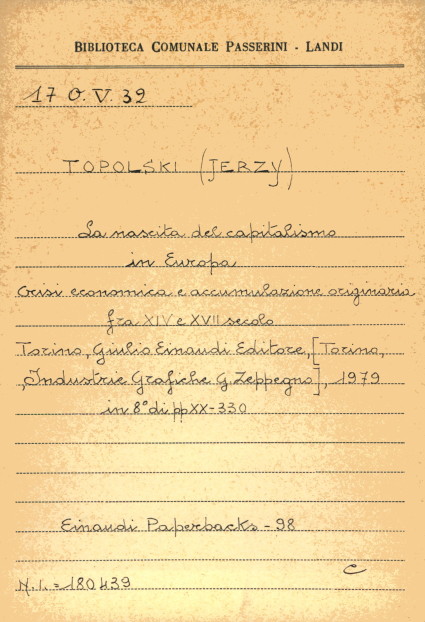 BIBLIOTECA COMUNALE PASSERINI - LANDI
17 O. V. 32
TOPOLSKI (JERZY)
La nascita del capitalismo
in Europa
Crisi economica e accumulazione originaria
fra XIV e XVII secolo
Torino, Giulio Einaudi Editore, [Torino,
, Industrie Grafiche G. Zeppegno], 1979
in 8° di pp XX-330
Einaudi Paperbacks - 98
C
N.I. = 180439